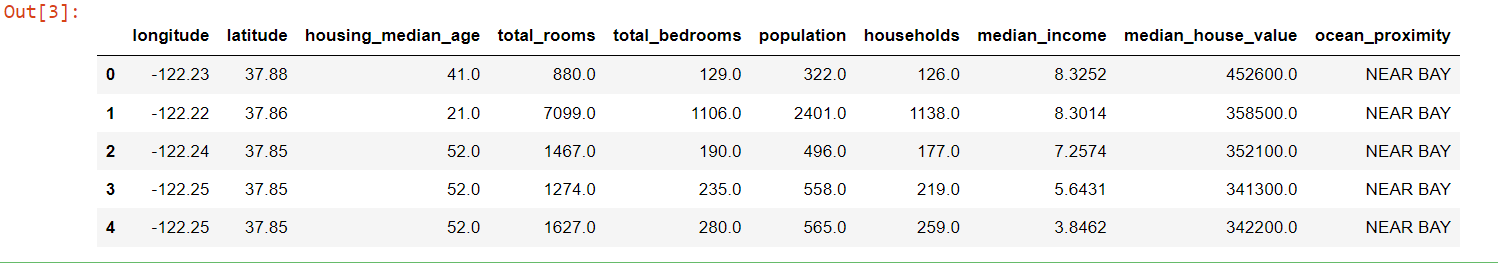 Out[3]:
longitude latitude housing_median_age total_rooms total_bedrooms population households median_income median_house_value ocean_proximity
0 -122.23 37.88 41.0 880.0 129.0 322.0 126.0 8.3252 452600.0 NEAR BAY
1 -122.22 37.86 21.0 7099.0 1106.0 2401.0 1138.0 8.3014 358500.0 NEAR BAY
2 -122.24 37.85 52.0 1467.0 190.0 496.0 177.0 7.2574 352100.0 NEAR BAY
3 -122.25 37.85 52.0 1274.0 235.0 558.0 219.0 5.6431 341300.0 NEAR BAY
4 -122.25 37.85 52.0 1627.0 280.0 565.0 259.0 3.8462 342200.0 NEAR BAY